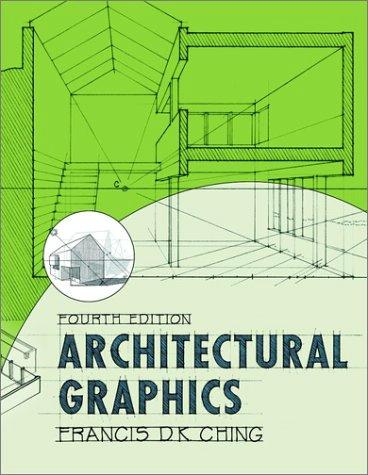 C
FOURTH EDITION
ARCHITECTURAL
GRAPHICS
FRANCIS D.K. CHING